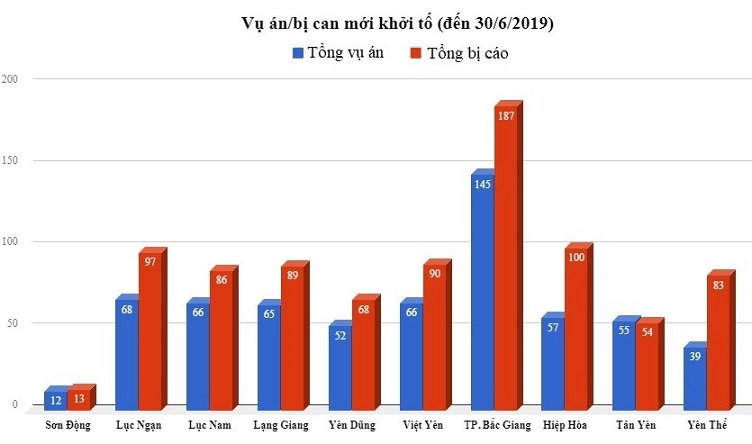 Vụ án/bị can mới khởi tố (đến 30/6/2019)
Tổng vụ án Tổng bị cáo
200
150
100
50
0
12 13 68 97 66 86 65 89 52 68 66 90 145 187 57 100 55 54 39 83
Sơn Động Lục Ngạn Lục Nam Lạng Giang Yên Dũng Việt Yên TP. Bắc Giang Hiệp Hòa Tân Yên Yên Thế